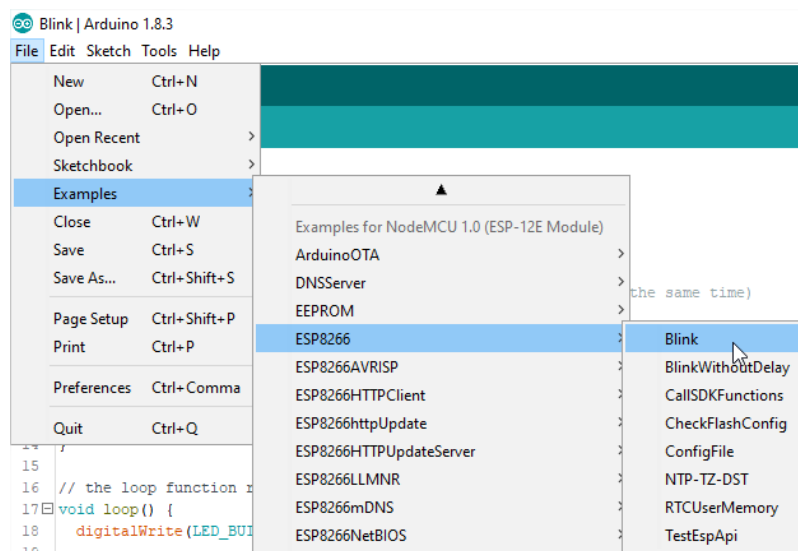 Blink | Arduino 1.8.3
File Edit Sketch Tools Help
New Ctrl+N
Open... Ctrl+O
Open Recent
Sketchbook
Examples
Close Ctrl+W
Save Ctrl+S
Save As... Ctrl+Shift+S
Page Setup Ctrl+Shift+P
Print Ctrl+P
Preferences Ctrl+Comma
Quit Ctrl+Q
Examples for NodeMCU 1.0 (ESP-12E Module)
ArduinoOTA
DNSServer
EEPROM
ESP8266
ESP8266AVRISP
ESP8266HTTPClient
ESP8266httpUpdate
ESP8266HTTPUpdateServer
ESP8266LLMNR
ESP8266mDNS
ESP8266NetBIOS
the same time)
Blink
BlinkWithoutDelay
CallSDKFunctions
CheckFlashConfig
ConfigFile
NTP-TZ-DST
RTCUserMemory
TestEspApi
15
16 // the loop function
17 void loop() {
18 digitalWrite(LED_BUI